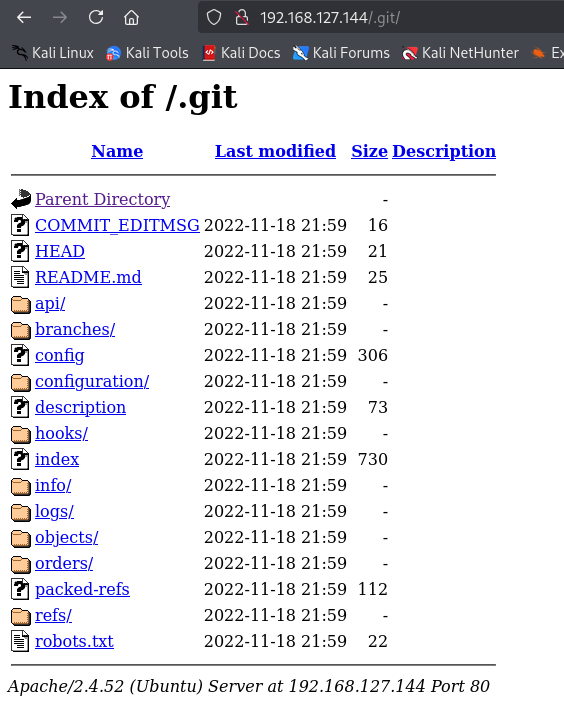 192.168.127.144/.git/
Kali Linux Kali Tools Kali Docs Kali Forums Kali NetHunter Ex
Index of /.git
Name Last modified Size Description
Parent Directory -
COMMIT_EDITMSG 2022-11-18 21:59 16
HEAD 2022-11-18 21:59 21
README.md 2022-11-18 21:59 25
api/ 2022-11-18 21:59 -
branches/ 2022-11-18 21:59 -
config 2022-11-18 21:59 306
configuration/ 2022-11-18 21:59 -
description 2022-11-18 21:59 73
hooks/ 2022-11-18 21:59 -
index 2022-11-18 21:59 730
info/ 2022-11-18 21:59 -
logs/ 2022-11-18 21:59 -
objects/ 2022-11-18 21:59 -
orders/ 2022-11-18 21:59 -
packed-refs 2022-11-18 21:59 112
refs/ 2022-11-18 21:59 -
robots.txt 2022-11-18 21:59 22
Apache/2.4.52 (Ubuntu) Server at 192.168.127.144 Port 80